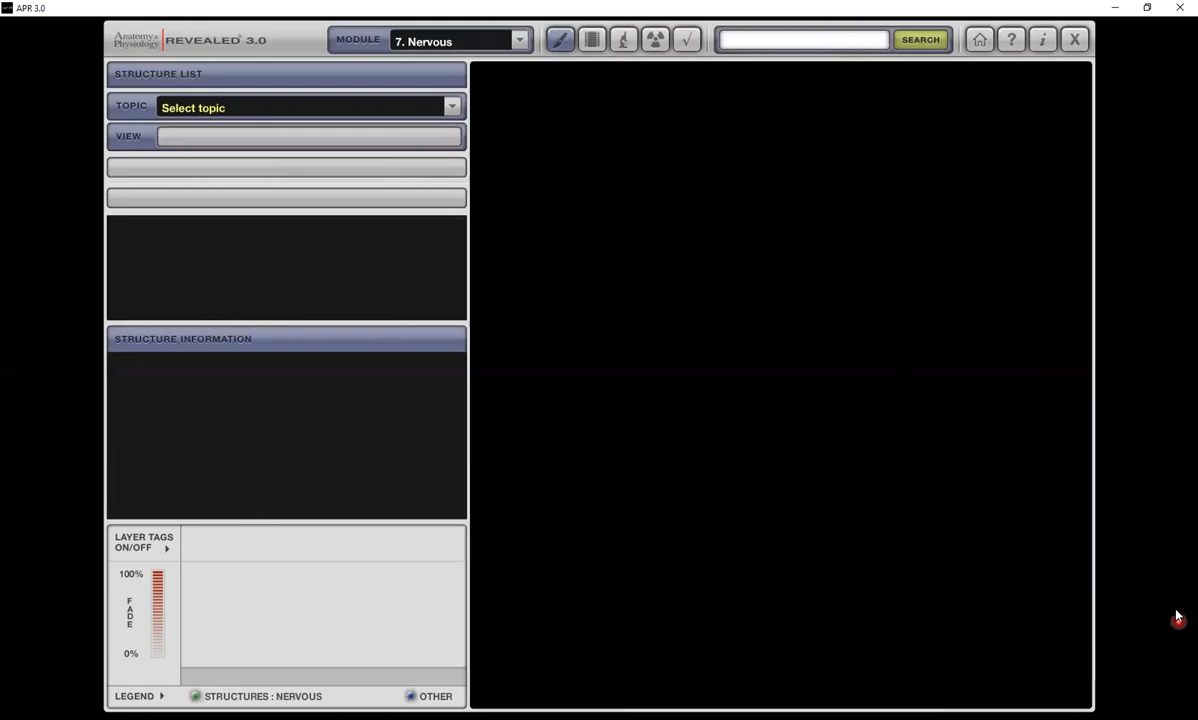 APR 3.0
Anatomy & Physiology REVEALED® 3.0
MODULE 7. Nervous
√
SEARCH
?
i
X
STRUCTURE LIST
TOPIC Select topic
VIEW
STRUCTURE INFORMATION
LAYER TAGS
ON/OFF
100%
FADE
0%
LEGEND STRUCTURES : NERVOUS OTHER